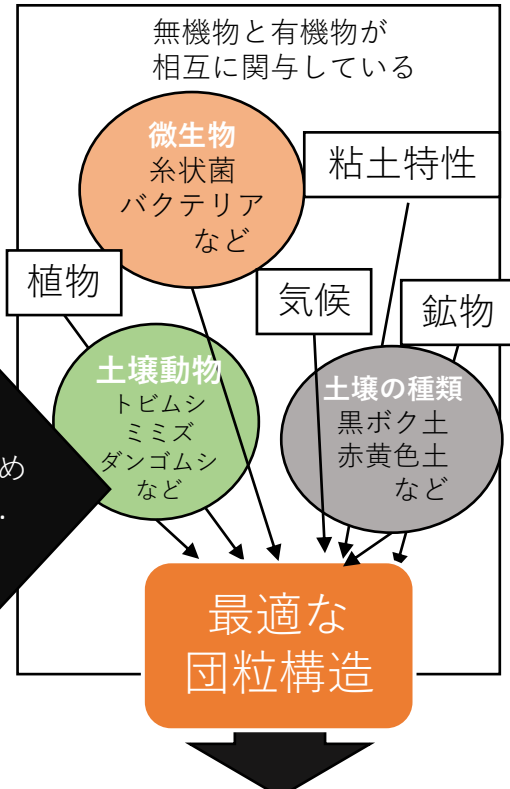 無機物と有機物が
相互に関与している
微生物
糸状菌
バクテリア
など
粘土特性
植物
気候
鉱物
土壌動物
トビムシ
ミミズ
ダンゴムシ
など
土壌の種類
黒ボク土
赤黄色土
など
め
.
最適な
団粒構造